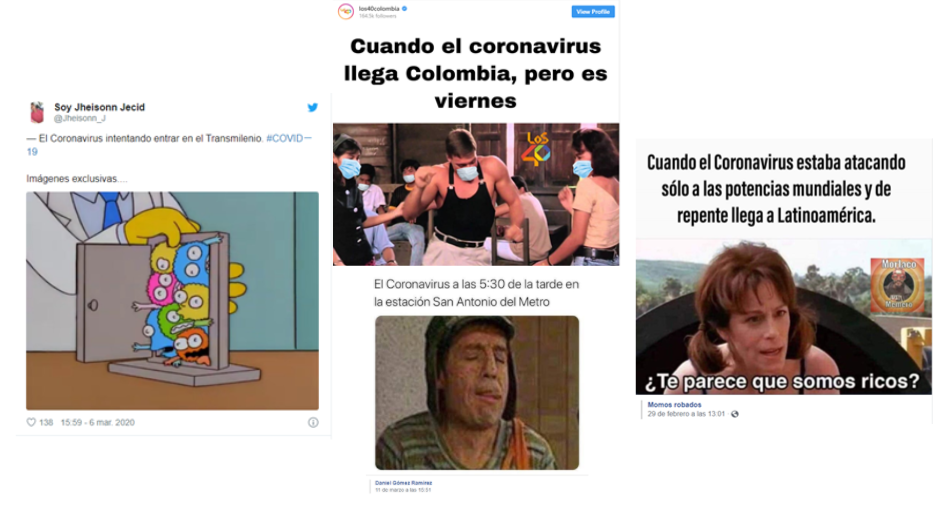 Soy Jheisonn Jecid
@Jheisonn_J
— El Coronavirus intentando entrar en el Transmilenio. #COVID—
19
Imágenes exclusivas....
138 15:59 - 6 mar. 2020
los40colombia
184.5k followers
View Profile
Cuando el coronavirus
llega Colombia, pero es
viernes
LOS
40
El Coronavirus a las 5:30 de la tarde en
la estación San Antonio del Metro
Daniel Gómez Ramirez
11 de marzo a las 15:51
Cuando el Coronavirus estaba atacando
sólo a las potencias mundiales y de
repente llega a Latinoamérica.
¿Te parece que somos ricos?
Momos robados
29 de febrero a las 13:01